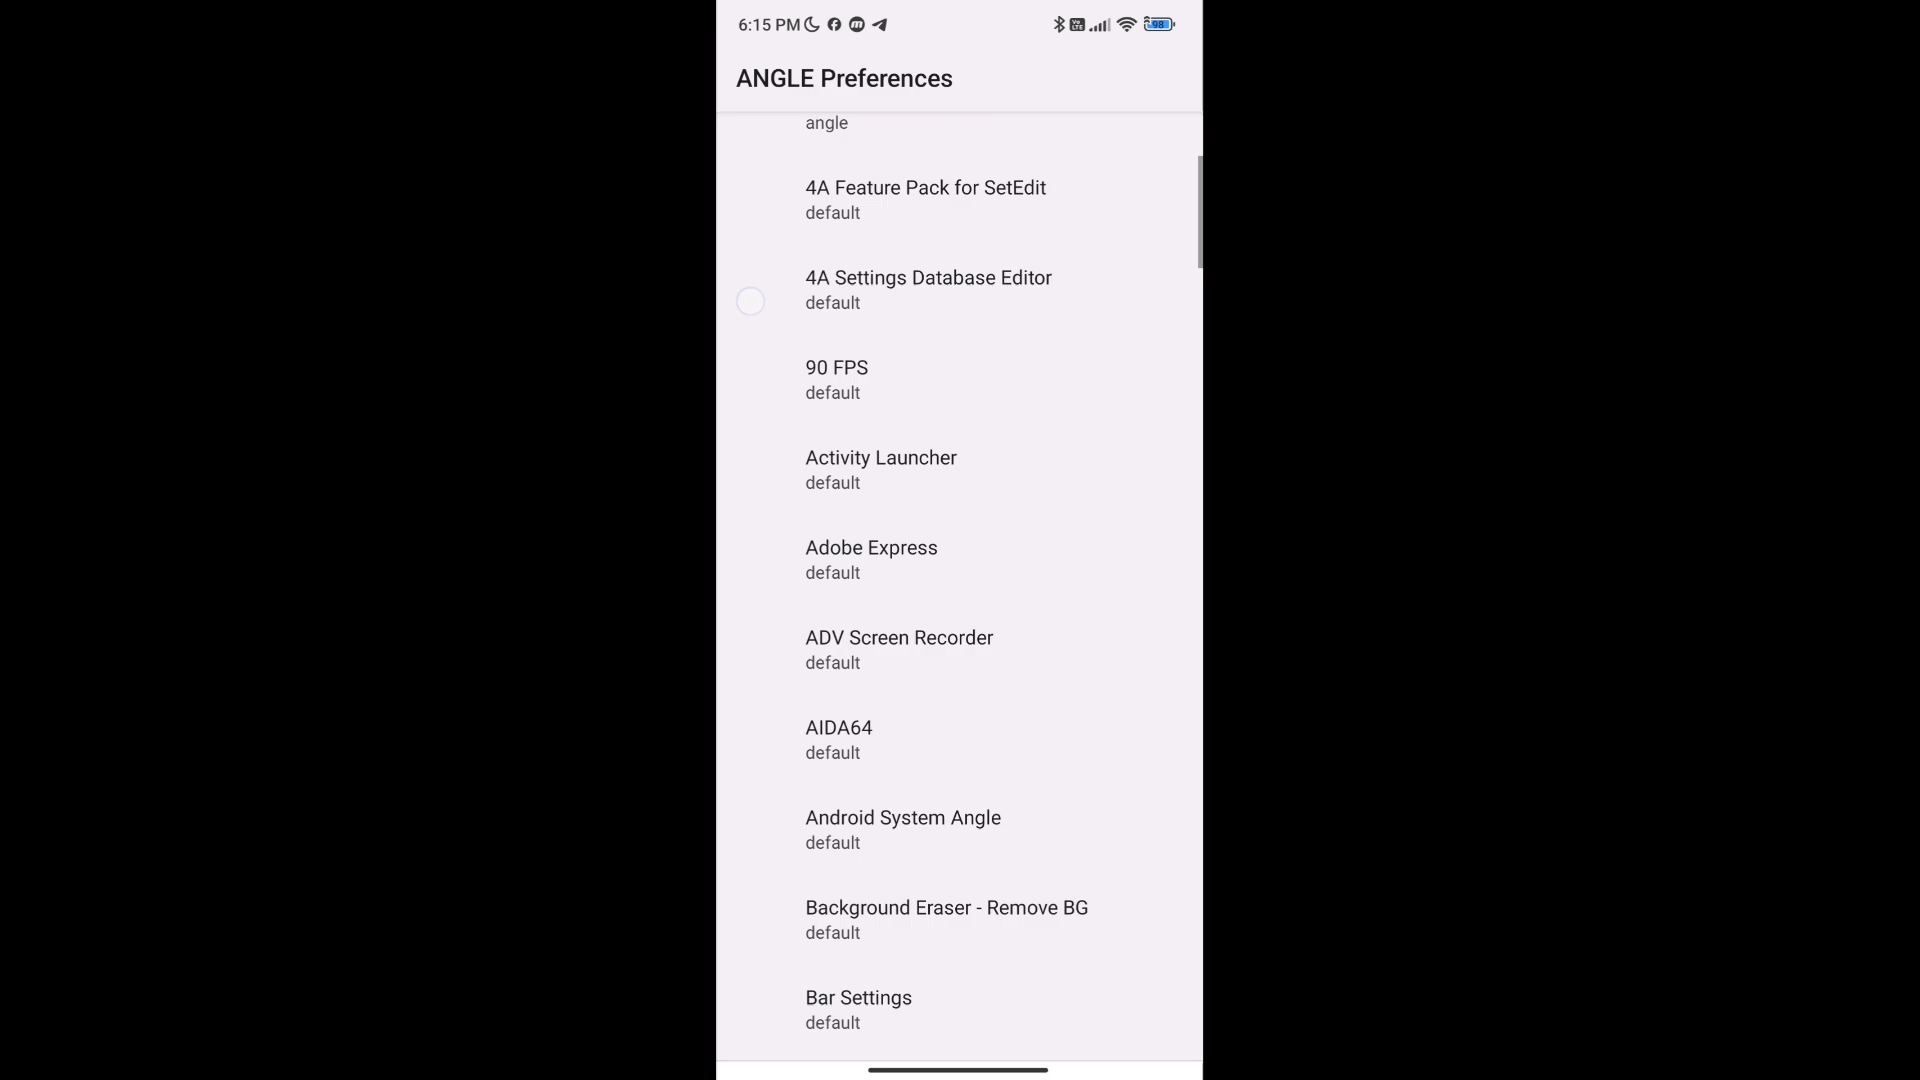 6:15 PM
98
ANGLE Preferences
angle
4A Feature Pack for SetEdit
default
4A Settings Database Editor
default
90 FPS
default
Activity Launcher
default
Adobe Express
default
ADV Screen Recorder
default
AIDA64
default
Android System Angle
default
Background Eraser - Remove BG
default
Bar Settings
default